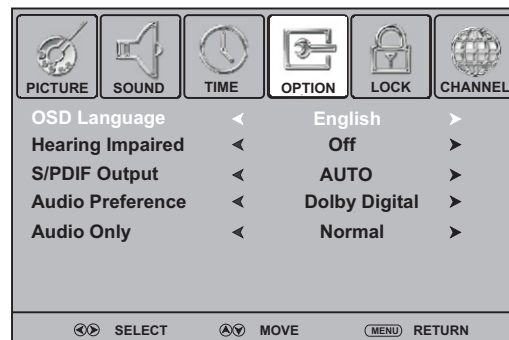 PICTURE SOUND TIME OPTION LOCK CHANNEL
OSD Language English
Hearing Impaired Off
S/PDIF Output AUTO
Audio Preference Dolby Digital
Audio Only Normal
SELECT MOVE MENU RETURN